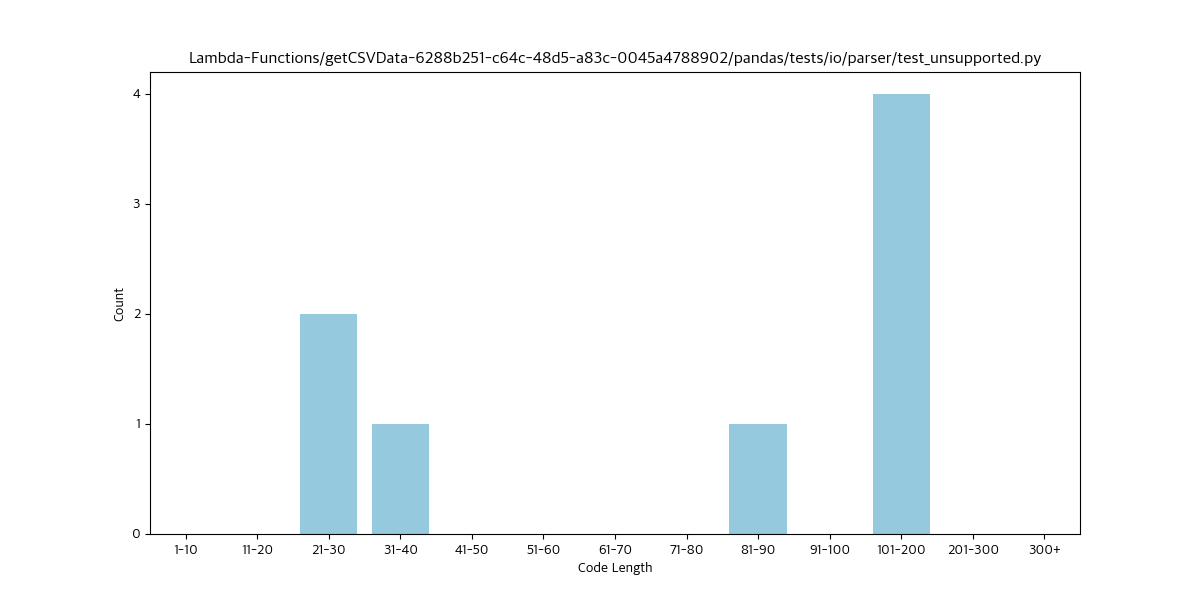 Lambda-Functions/getCSVData-6288b251-c64c-48d5-a83c-0045a4788902/pandas/tests/io/parser/test_unsupported.py
4
3
2
1
0
Count
1-10 11-20 21-30 31-40 41-50 51-60 61-70 71-80 81-90 91-100 101-200 201-300 300+
Code Length